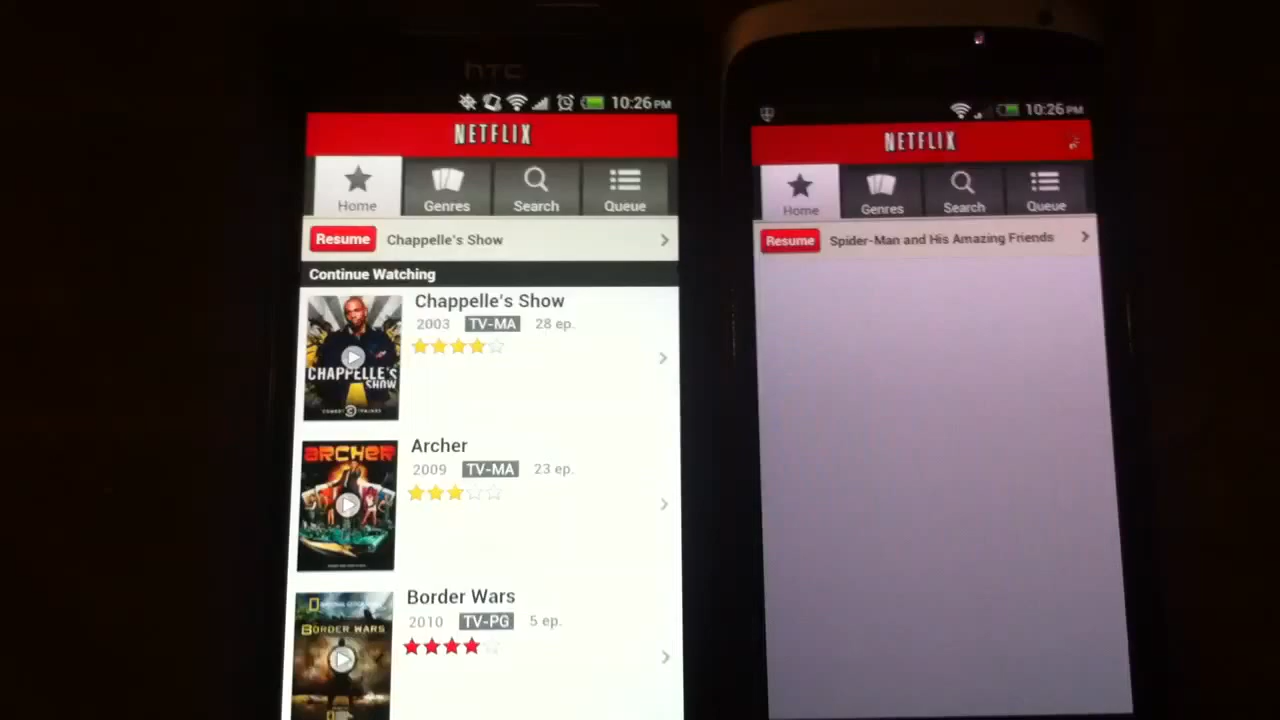 hTC
10:26 PM
NETFLIX
Home
Genres
Search
Queue
Resume
Chappelle's Show
Continue Watching
Chappelle's Show
2003 TV-MA 28 ep.
CHAPPELLE'S
SHOW
Archer
2009 TV-MA 23 ep.
ARCHER
Border Wars
2010 TV-PG 5 ep.
BORDER WARS
10:26 PM
NETFLIX
Home
Genres
Search
Queue
Resume
Spider-Man and His Amazing Friends